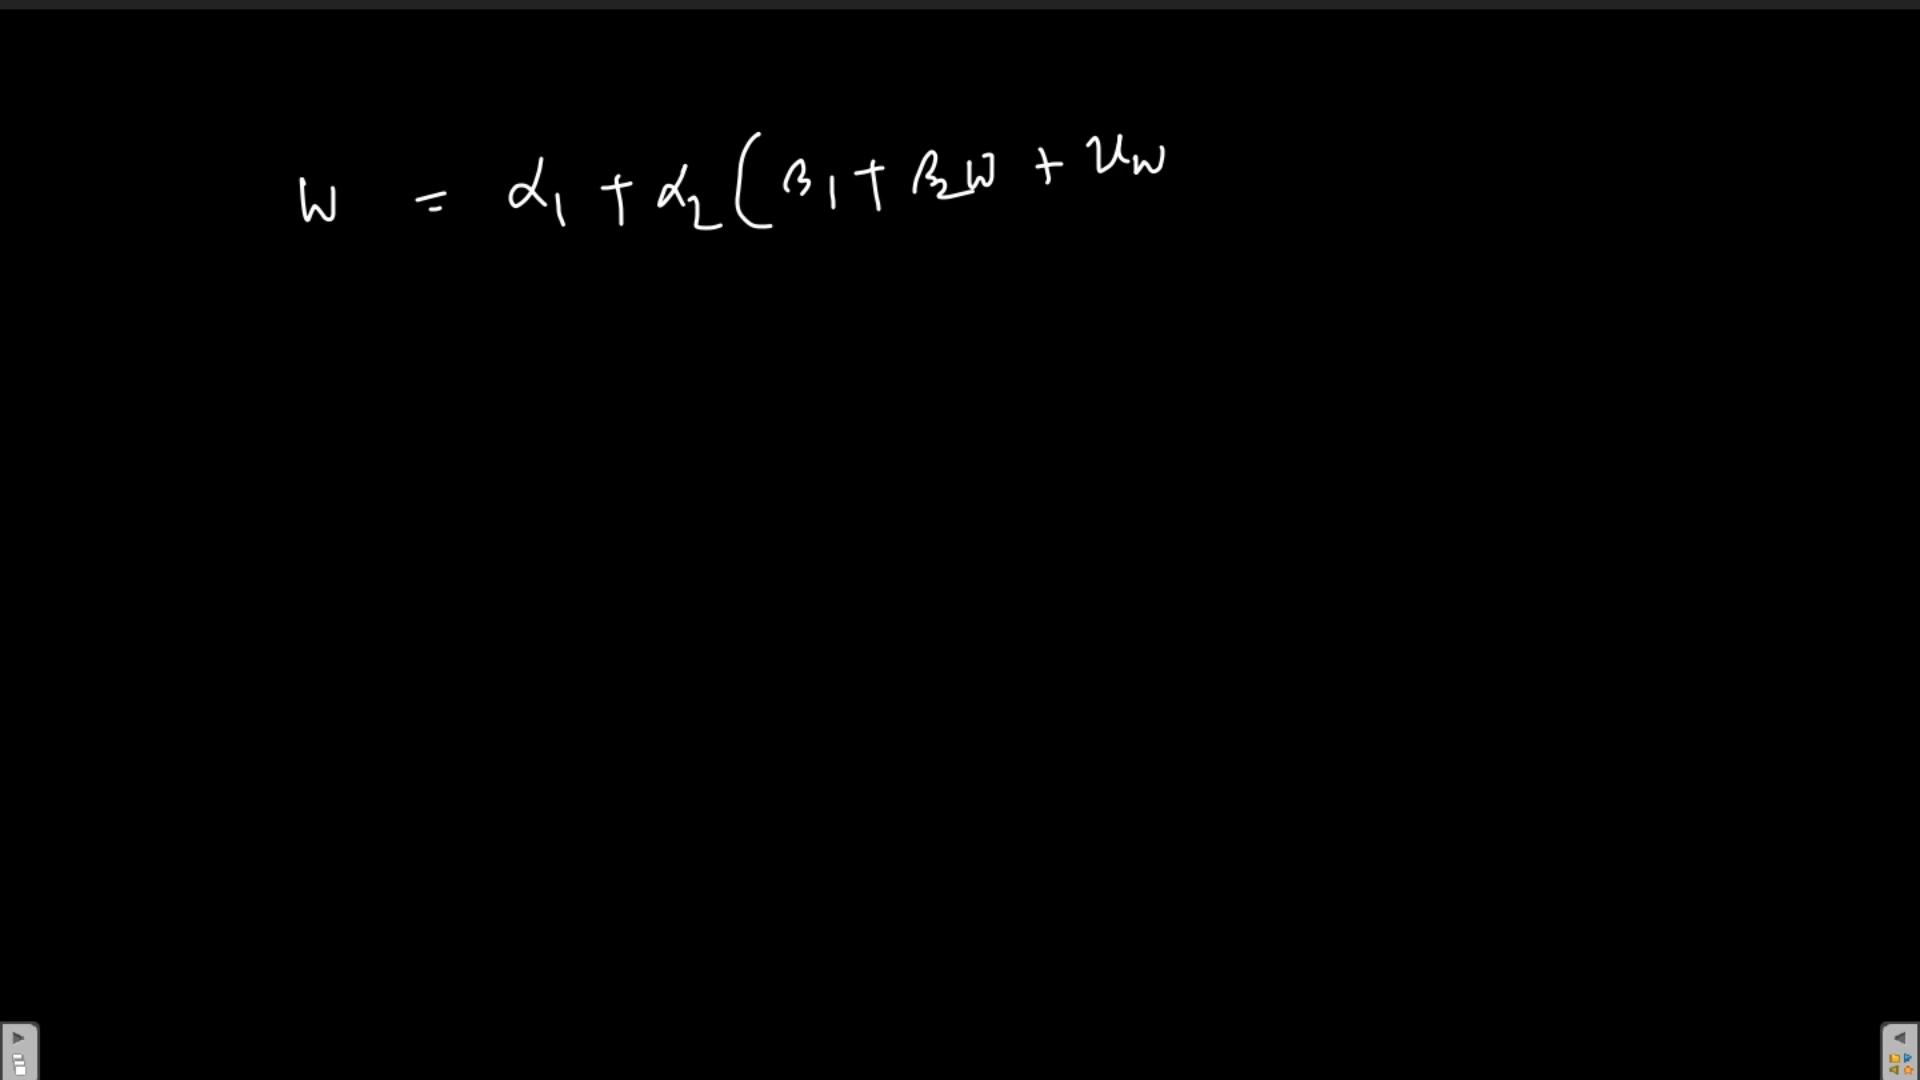 W = α₁ + α₂ (β₁ + β₂W + u_W